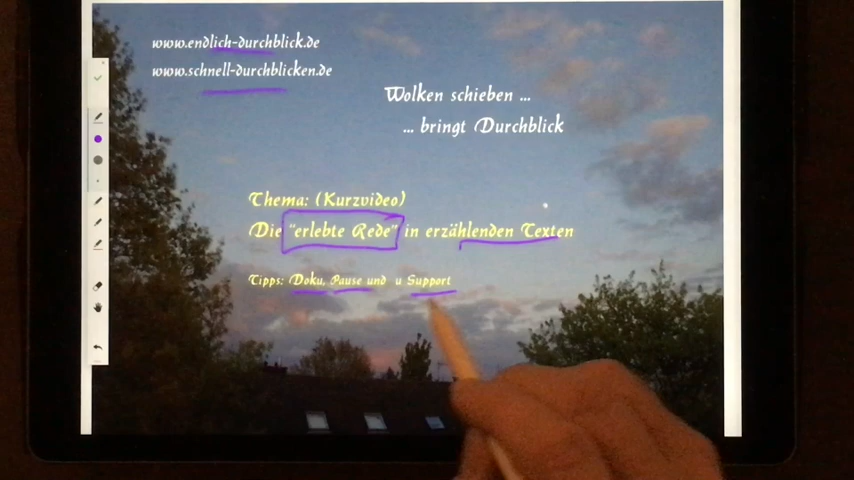 www.endlich-durchblick.de
www.schnell-durchblicken.de
Wolken schieben ...
... bringt Durchblick
Thema: (Kurzvideo)
Die "erlebte Rede" in erzählenden Texten
Tipps: Doku, Pause und u Support